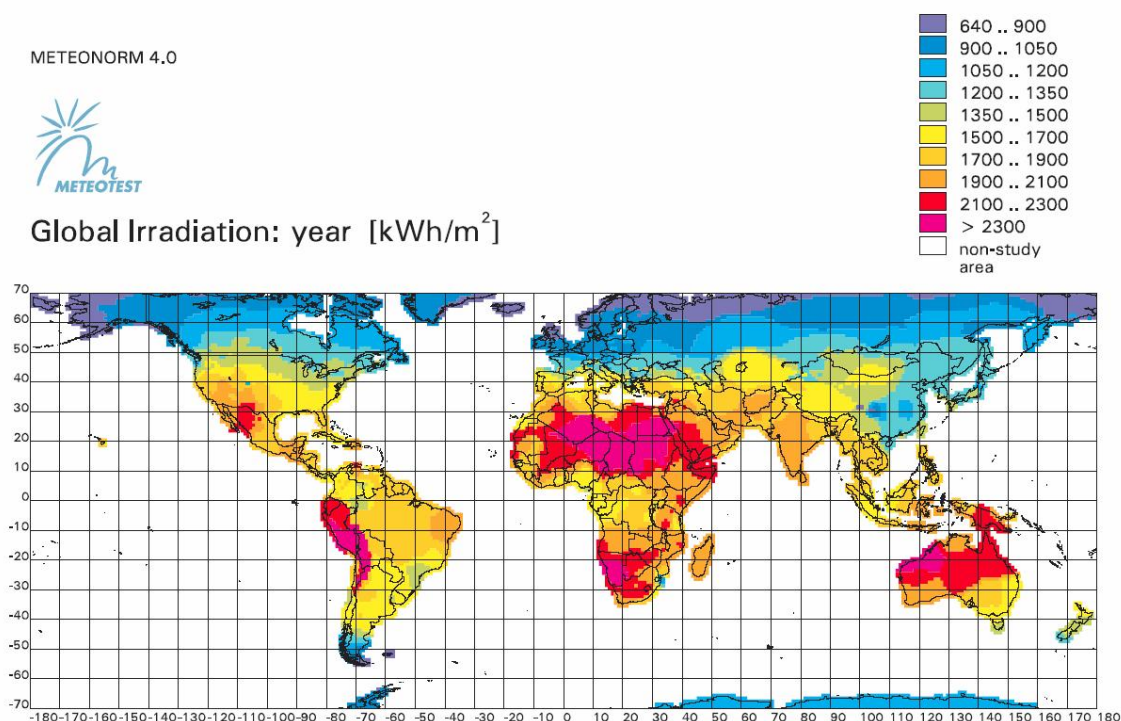 METEONORM 4.0
METEOTEST
Global Irradiation: year [kWh/m²]
640 .. 900
900 .. 1050
1050 .. 1200
1200 .. 1350
1350 .. 1500
1500 .. 1700
1700 .. 1900
1900 .. 2100
2100 .. 2300
> 2300
non-study
area
70
60
50
40
30
20
10
0
-10
-20
-30
-40
-50
-60
-70
-180-170-160-150-140-130-120-110-100-90 -80 -70 -60 -50 -40 -30 -20 -10 0 10 20 30 40 50 60 70 80 90 100 110 120 130 140 150 160 170 180